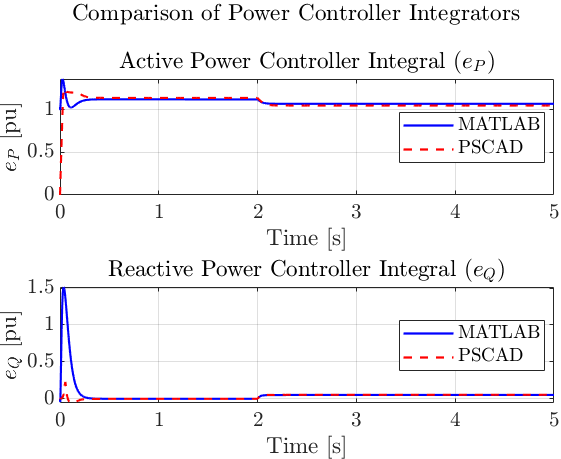 Comparison of Power Controller Integrators
Active Power Controller Integral (e_P)
e_P [pu]
1
0.5
0
MATLAB
PSCAD
0 1 2 3 4 5
Time [s]
Reactive Power Controller Integral (e_Q)
e_Q [pu]
1.5
1
0.5
0
MATLAB
PSCAD
0 1 2 3 4 5
Time [s]